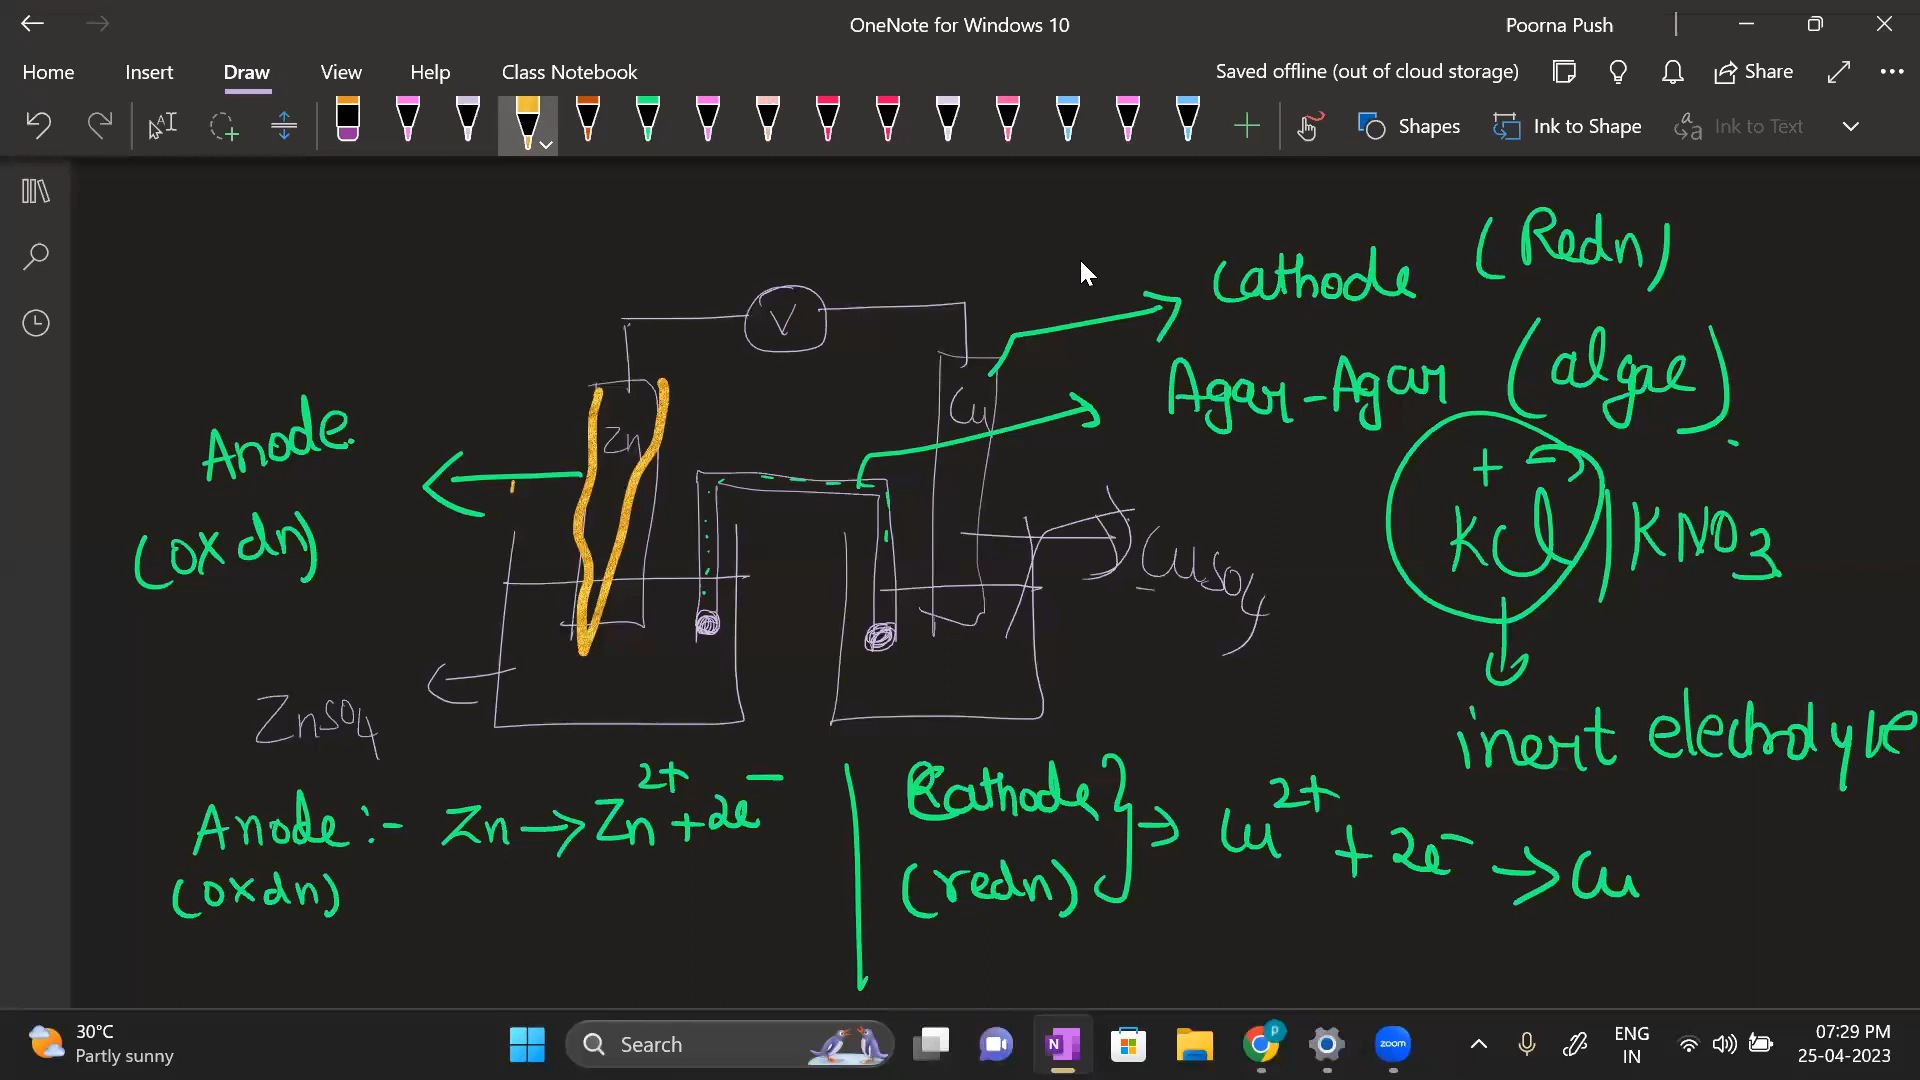 OneNote for Windows 10
Poorna Push
Home Insert Draw View Help Class Notebook
Saved offline (out of cloud storage)
Share
Shapes
Ink to Shape
Ink to Text
Cathode (Redn)
V
Agar-Agar (algae)
Cu
Zn
Anode
(oxdn)
+ -
KCl | KNO3
CuSO4
ZnSO4
inert electrolyte
Anode :- Zn → Zn2+ + 2e-
(oxdn)
Cathode
(redn) } → Cu2+ + 2e- → Cu
30°C
Partly sunny
Search
zoom
ENG
IN
07:29 PM
25-04-2023